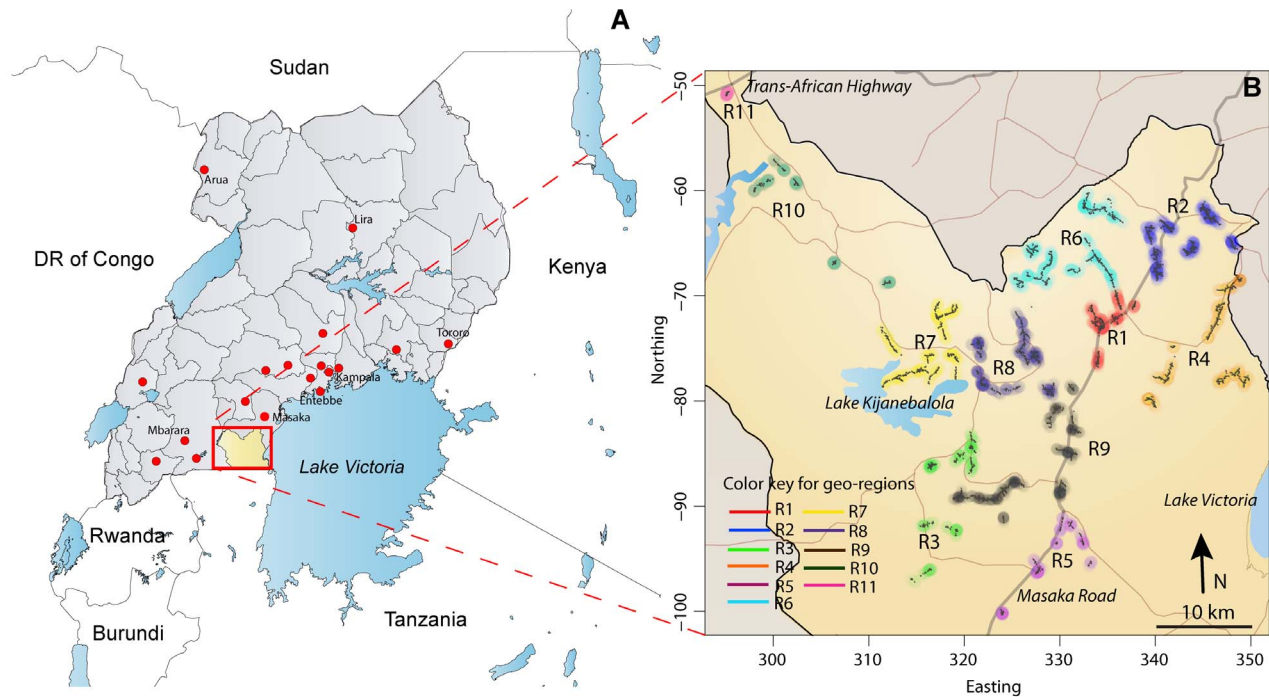 A
Sudan
Arua
Lira
DR of Congo
Kenya
Tororo
Kampala
Entebbe
Masaka
Mbarara
Lake Victoria
Rwanda
Tanzania
Burundi
B
Trans-African Highway
R11
R10
R2
R6
R1
R4
R7
R8
Lake Kijanebalola
R9
Color key for geo-regions
R1 R7
R2 R8
R3 R9
R4 R10
R5 R11
R6
R3
R5
Lake Victoria
Masaka Road
N
10 km
Northing
−50
−60
−70
−80
−90
−100
300 310 320 330 340 350
Easting